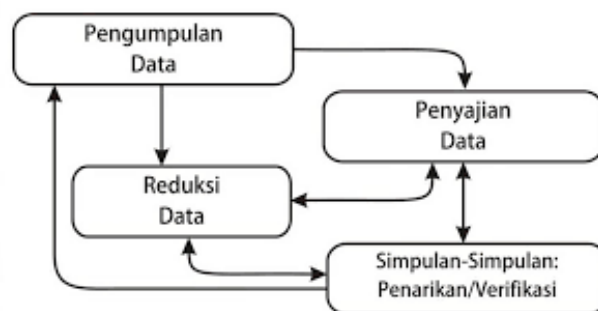 Pengumpulan
Data
Penyajian
Data
Reduksi
Data
Simpulan-Simpulan:
Penarikan/Verifikasi